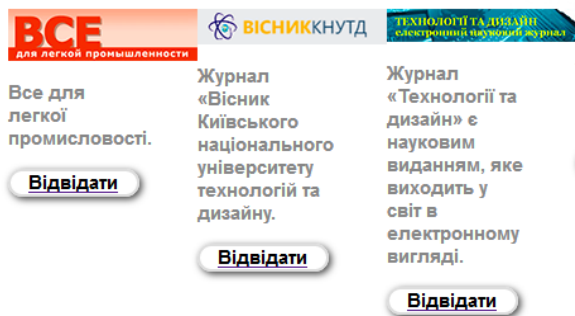 ВСЕ
для легкой промышленности
Все для
легкої
промисловості.
Відвідати
ВІСНИККНУТД
Журнал
«Вісник
Київського
національного
університету
технологій та
дизайну.
Відвідати
ТЕХНОЛОГІЇ ТА ДИЗАЙН
електронний науковий журнал
Журнал
«Технології та
дизайн» є
науковим
виданням, яке
виходить у
світ в
електронному
вигляді.
Відвідати